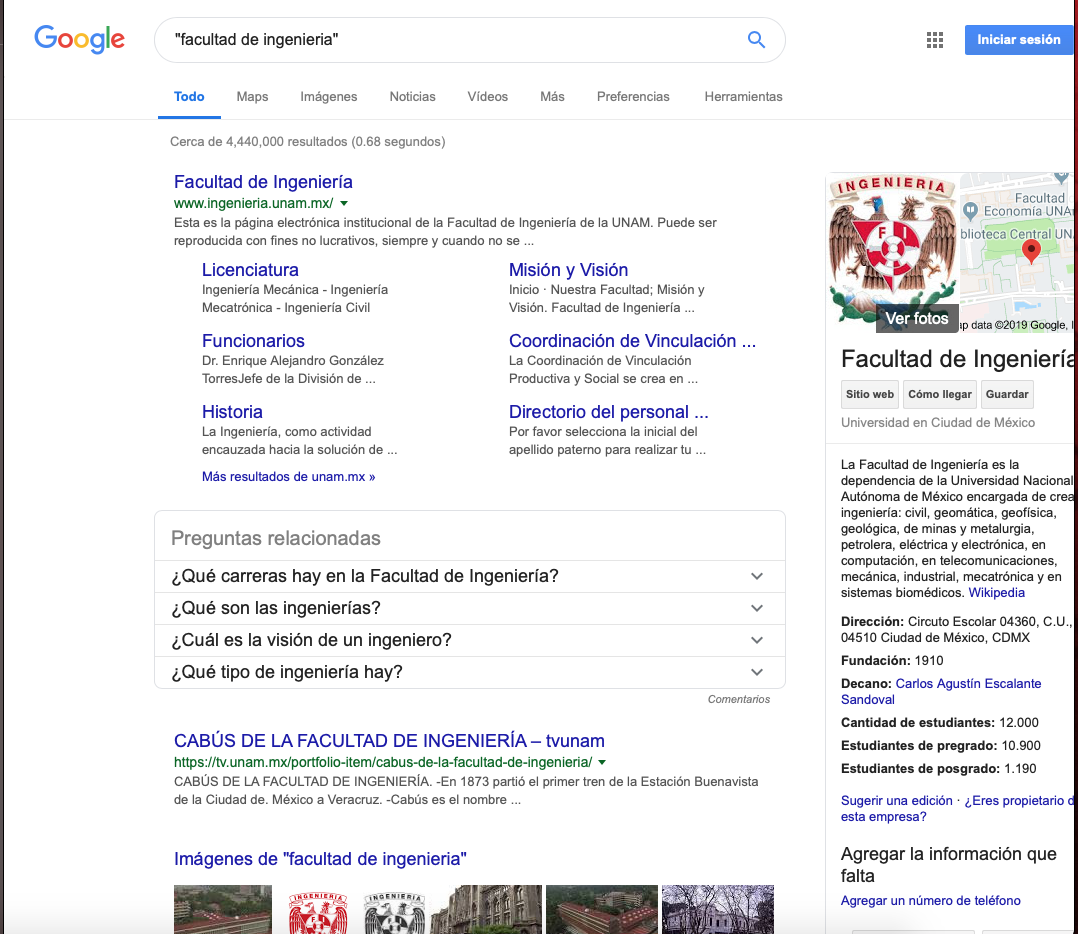 Google
"facultad de ingenieria"
Iniciar sesión
Todo Maps Imágenes Noticias Vídeos Más Preferencias Herramientas
Cerca de 4,440,000 resultados (0.68 segundos)
Facultad de Ingeniería
www.ingenieria.unam.mx/
Esta es la página electrónica institucional de la Facultad de Ingeniería de la UNAM. Puede ser
reproducida con fines no lucrativos, siempre y cuando no se ...
Licenciatura
Ingeniería Mecánica - Ingeniería
Mecatrónica - Ingeniería Civil
Misión y Visión
Inicio · Nuestra Facultad; Misión y
Visión. Facultad de Ingeniería ...
Funcionarios
Dr. Enrique Alejandro González
TorresJefe de la División de ...
Coordinación de Vinculación ...
La Coordinación de Vinculación
Productiva y Social se crea en ...
Historia
La Ingeniería, como actividad
encauzada hacia la solución de ...
Directorio del personal ...
Por favor selecciona la inicial del
apellido paterno para realizar tu ...
Más resultados de unam.mx »
Preguntas relacionadas
¿Qué carreras hay en la Facultad de Ingeniería?
¿Qué son las ingenierías?
¿Cuál es la visión de un ingeniero?
¿Qué tipo de ingeniería hay?
Comentarios
CABÚS DE LA FACULTAD DE INGENIERÍA – tvunam
https://tv.unam.mx/portfolio-item/cabus-de-la-facultad-de-ingenieria/
CABÚS DE LA FACULTAD DE INGENIERÍA. -En 1873 partió el primer tren de la Estación Buenavista
de la Ciudad de. México a Veracruz. -Cabús es el nombre ...
Imágenes de "facultad de ingenieria"
INGENIERIA
INGENIERIA
INGENIERIA
F I
Facultad
Economía UNA
blioteca Central UN
Ver fotos
ap data ©2019 Google, I
Facultad de Ingeniería
Sitio web Cómo llegar Guardar
Universidad en Ciudad de México
La Facultad de Ingeniería es la
dependencia de la Universidad Nacional
Autónoma de México encargada de crea
ingeniería: civil, geomática, geofísica,
geológica, de minas y metalurgia,
petrolera, eléctrica y electrónica, en
computación, en telecomunicaciones,
mecánica, industrial, mecatrónica y en
sistemas biomédicos. Wikipedia
Dirección: Circuto Escolar 04360, C.U.,
04510 Ciudad de México, CDMX
Fundación: 1910
Decano: Carlos Agustín Escalante
Sandoval
Cantidad de estudiantes: 12.000
Estudiantes de pregrado: 10.900
Estudiantes de posgrado: 1.190
Sugerir una edición · ¿Eres propietario d
esta empresa?
Agregar la información que
falta
Agregar un número de teléfono